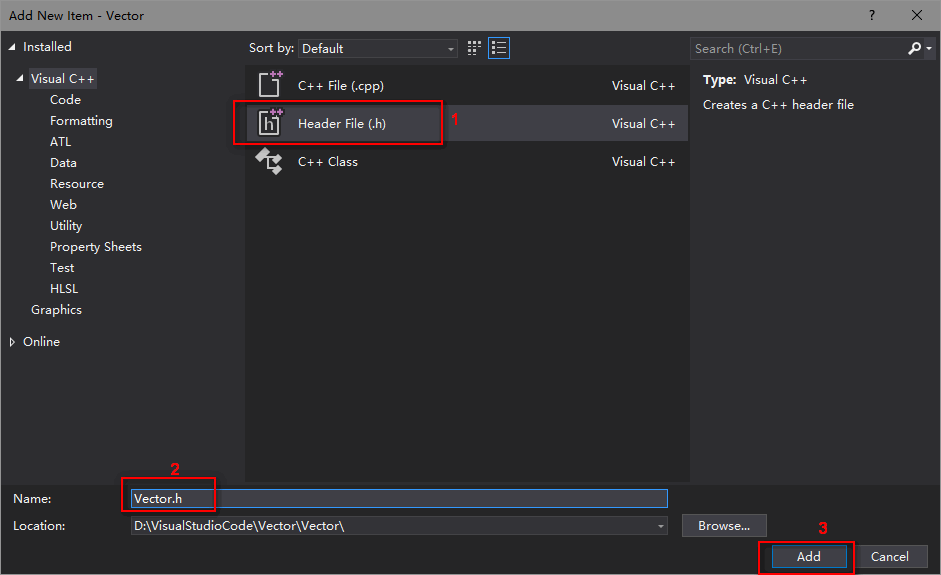 Add New Item - Vector ?
Installed
Sort by: Default
Search (Ctrl+E)
Visual C++
Code
Formatting
ATL
Data
Resource
Web
Utility
Property Sheets
Test
HLSL
Graphics
Online
C++ File (.cpp) Visual C++
Header File (.h) 1 Visual C++
C++ Class Visual C++
Type: Visual C++
Creates a C++ header file
2
Name: Vector.h
Location: D:\VisualStudioCode\Vector\Vector\ Browse...
3
Add Cancel